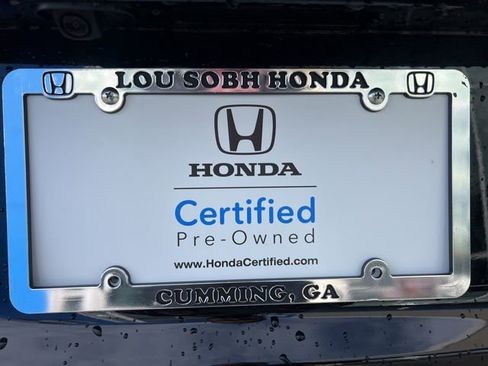 LOU SOBH HONDA
HONDA
Certified
Pre-Owned
www.HondaCertified.com
CUMMING, GA